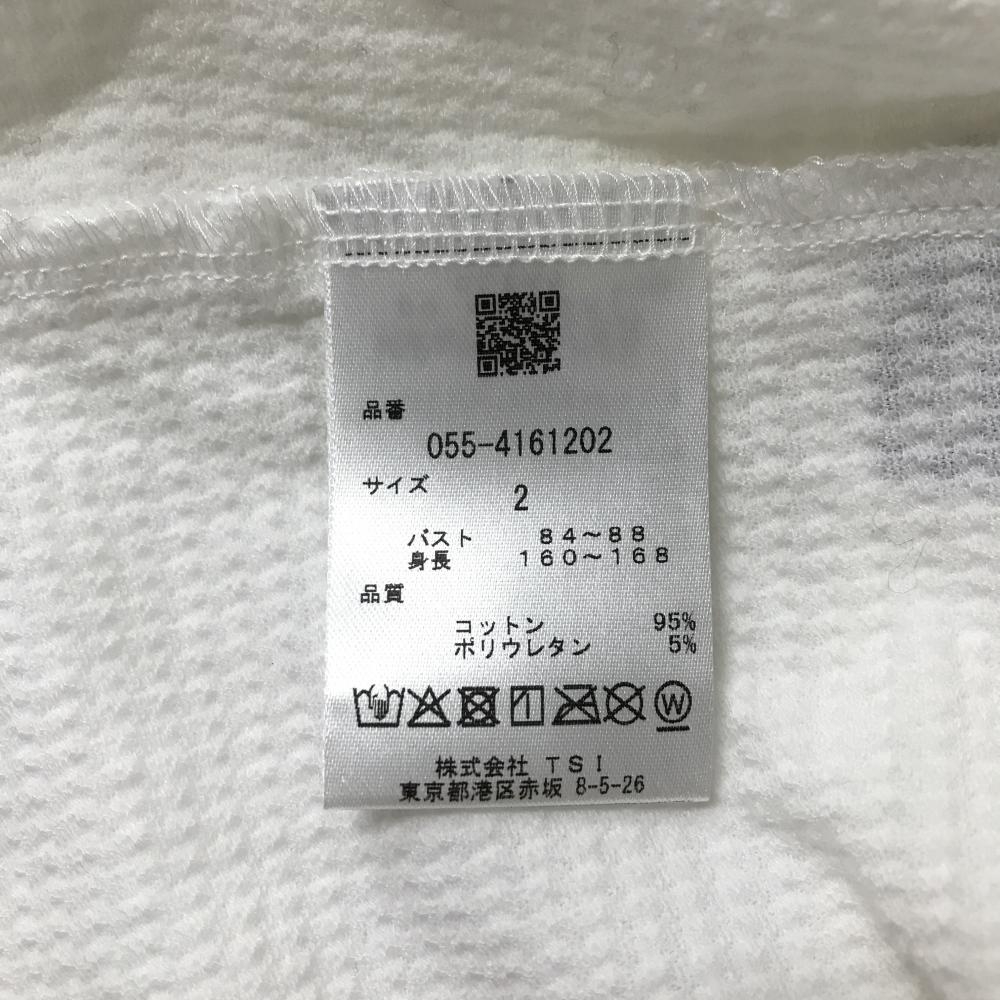 品番
055-4161202
サイズ
2
バスト 84～88
身長 160～168
品質
コットン 95%
ポリウレタン 5%
W
株式会社 TSI
東京都港区赤坂 8-5-26